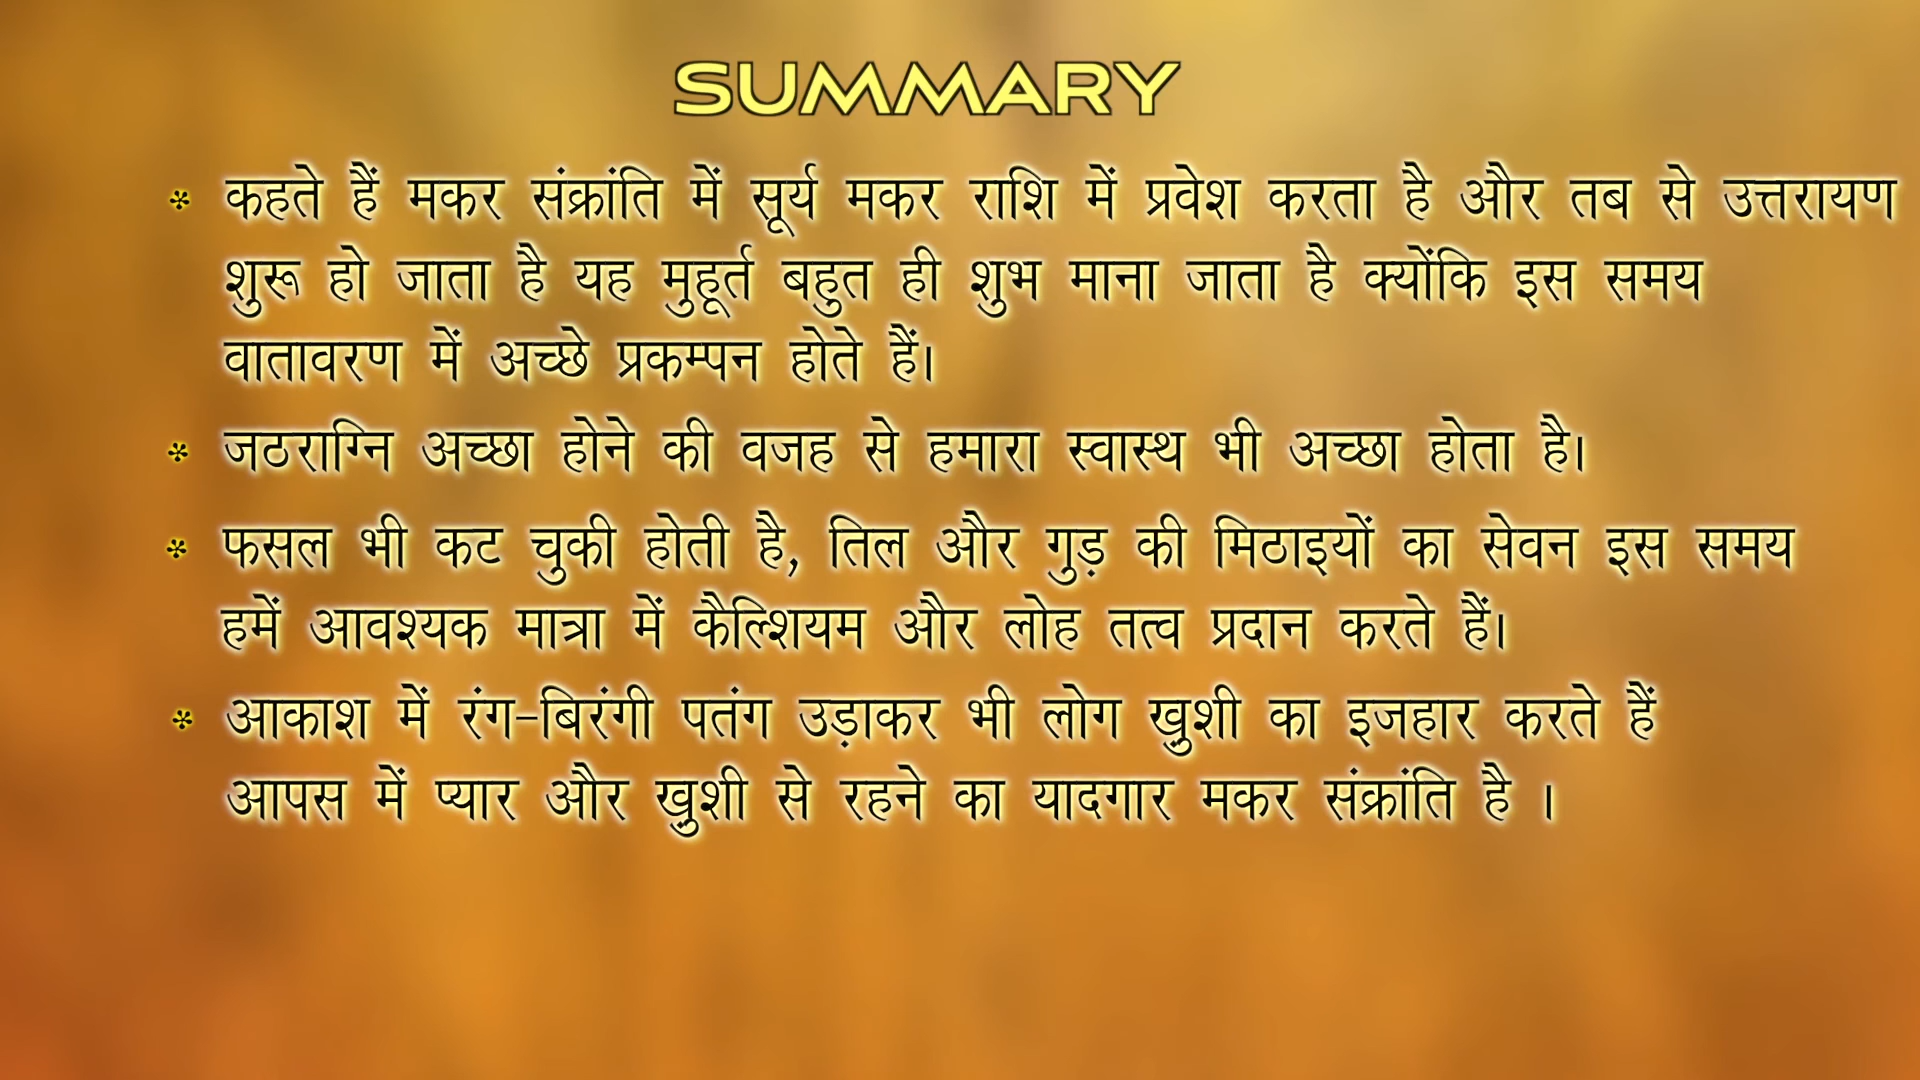 SUMMARY
* कहते हैं मकर संक्रांति में सूर्य मकर राशि में प्रवेश करता है और तब से उत्तरायण
शुरू हो जाता है यह मुहूर्त बहुत ही शुभ माना जाता है क्योंकि इस समय
वातावरण में अच्छे प्रकम्पन होते हैं।
* जठराग्नि अच्छा होने की वजह से हमारा स्वास्थ भी अच्छा होता है।
* फसल भी कट चुकी होती है, तिल और गुड़ की मिठाइयों का सेवन इस समय
हमें आवश्यक मात्रा में कैल्शियम और लोह तत्व प्रदान करते हैं।
* आकाश में रंग-बिरंगी पतंग उड़ाकर भी लोग खुशी का इजहार करते हैं
आपस में प्यार और खुशी से रहने का यादगार मकर संक्रांति है ।